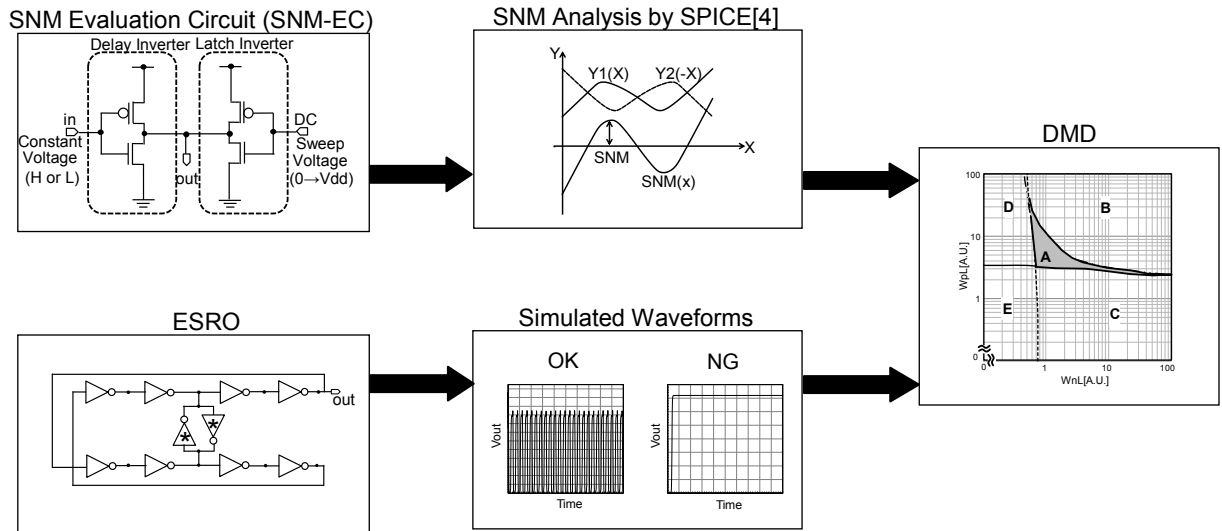 SNM Evaluation Circuit (SNM-EC)
Delay Inverter
Latch Inverter
in
Constant
Voltage
(H or L)
out
DC
Sweep
Voltage
(0→Vdd)
SNM Analysis by SPICE[4]
Y
Y1(X)
Y2(-X)
X
SNM
SNM(x)
DMD
100
D
B
10
A
WpL[A.U.]
1
E
C
0
0
1
10
100
WnL[A.U.]
ESRO
out
*
*
Simulated Waveforms
OK
NG
Vout
Time
Vout
Time